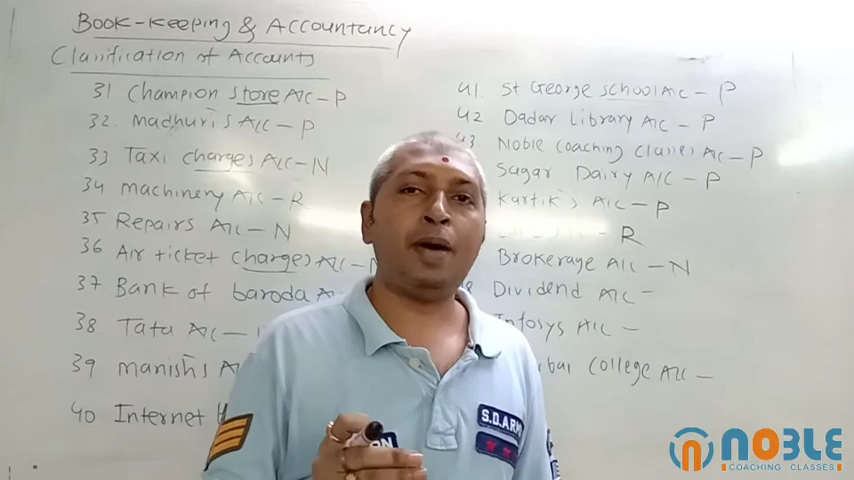 Book-Keeping & Accountancy
Classification of Accounts
31 Champion store A/c - P
32. Madhuri's A/c - P
33 Taxi charges A/c - N
34 machinery A/c - R
35 Repairs A/c - N
36 Air ticket charges A/c - N
37 Bank of baroda A/c
38 Tata A/c -
39 manish's A/c
40 Internet
41. St George school A/c - P
42 Dadar Library A/c - P
43 Noble coaching classes A/c - P
Sagar Dairy A/c - P
Kartik's A/c - P
- R
Brokerage A/c - N
Dividend A/c -
Infosys A/c -
College A/c -
S.D.ARMY
NOBLE
COACHING CLASSES